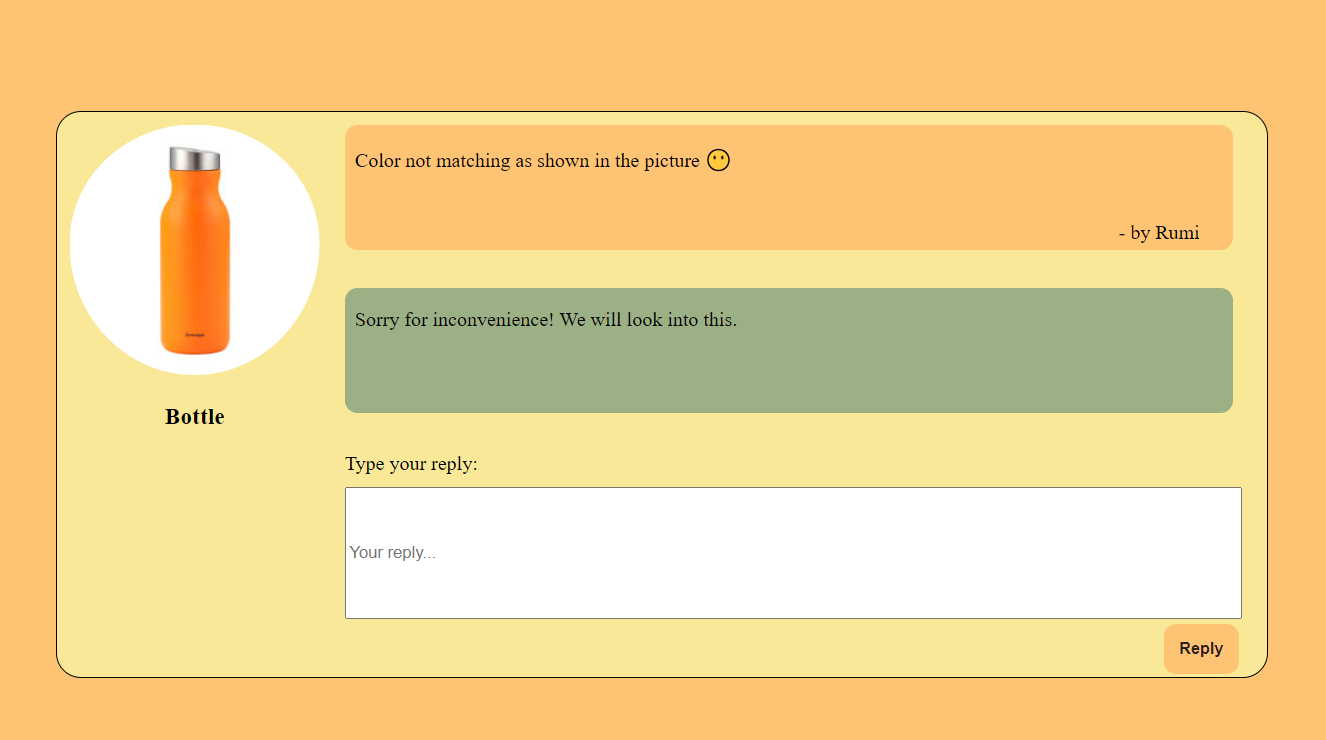 Color not matching as shown in the picture 😶
- by Rumi
Sorry for inconvenience! We will look into this.
Bottle
Type your reply:
Your reply...
Reply